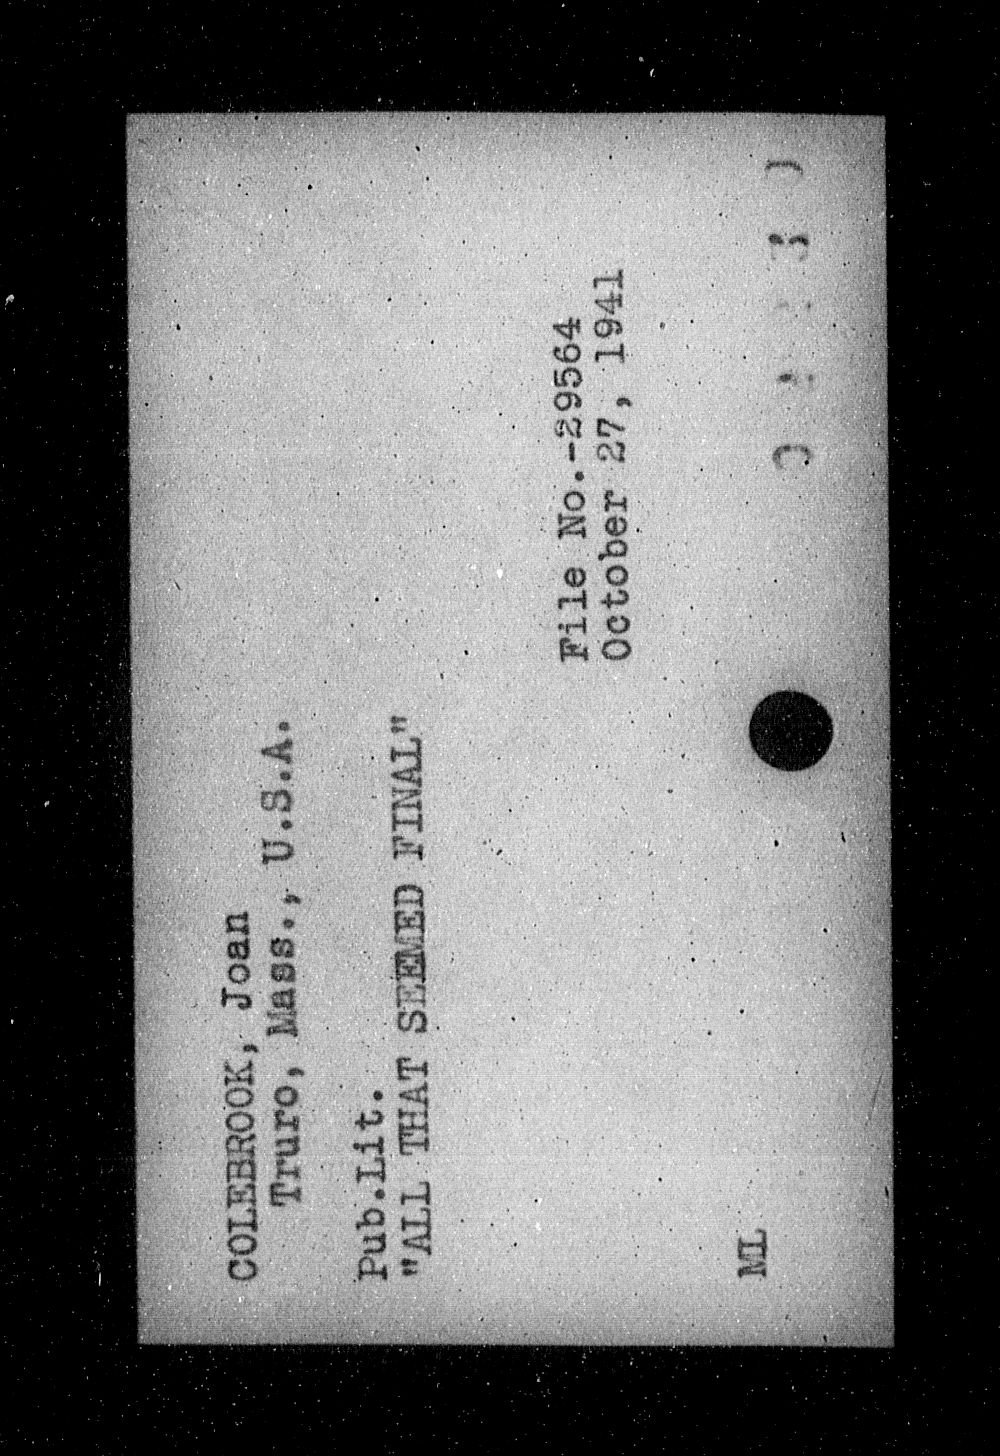 COLEBROOK, Joan
Truro, Mass., U.S.A.
Pub.Lit.
"ALL THAT SEEMED FINAL"
File No.-29564
October 27, 1941
ML